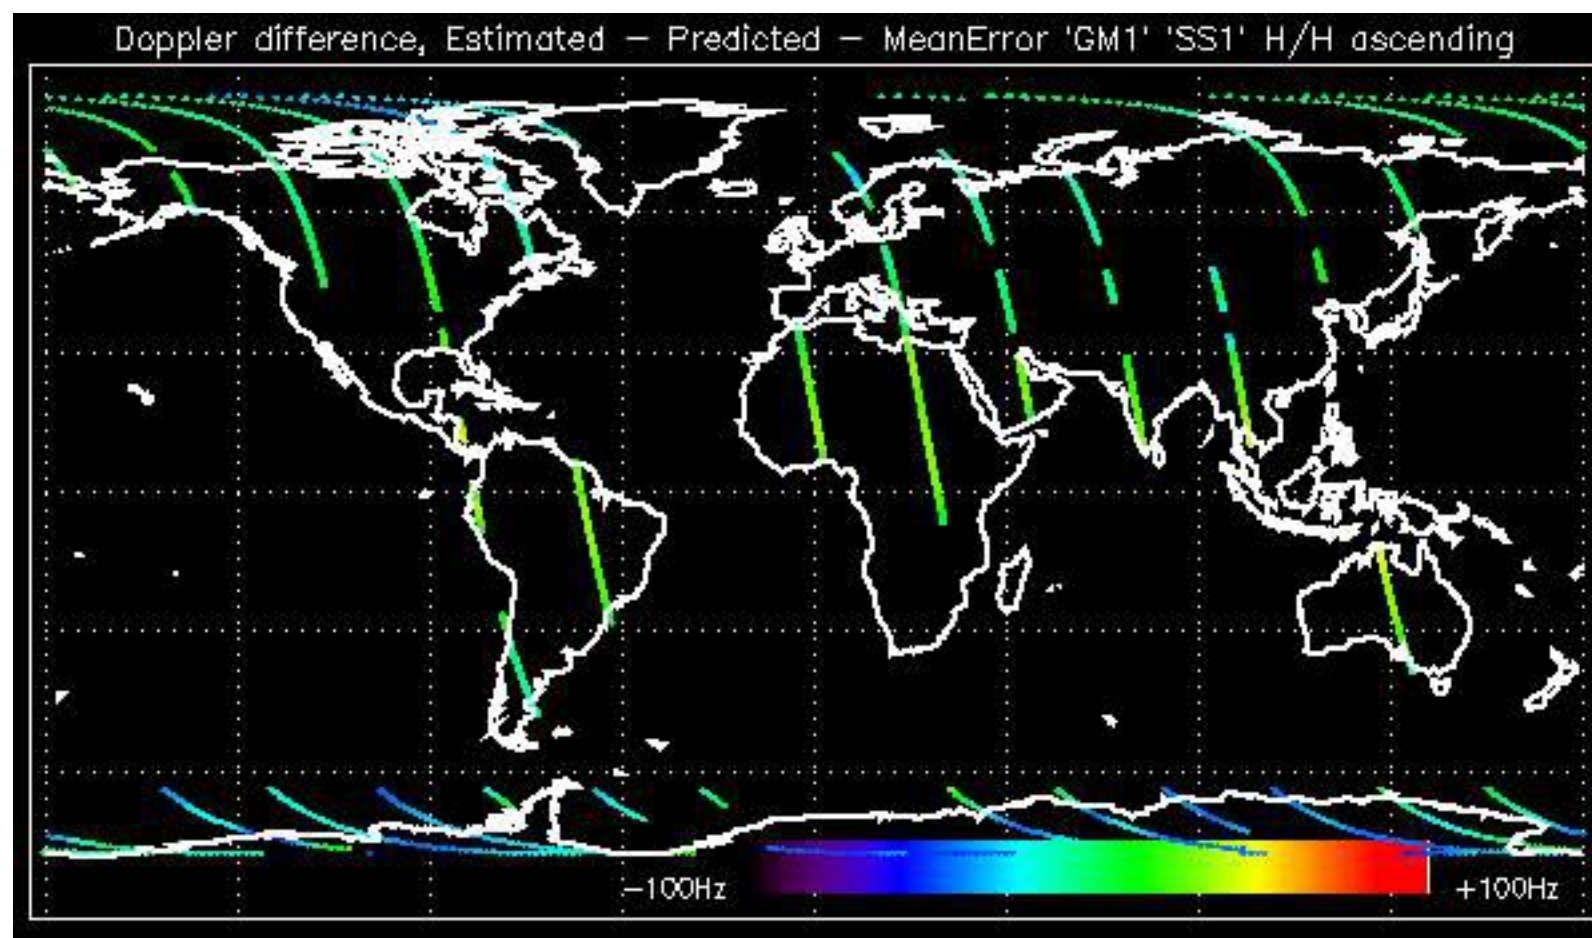 Doppler difference, Estimated – Predicted – MeanError 'GM1' 'SS1' H/H ascending
–100Hz +100Hz